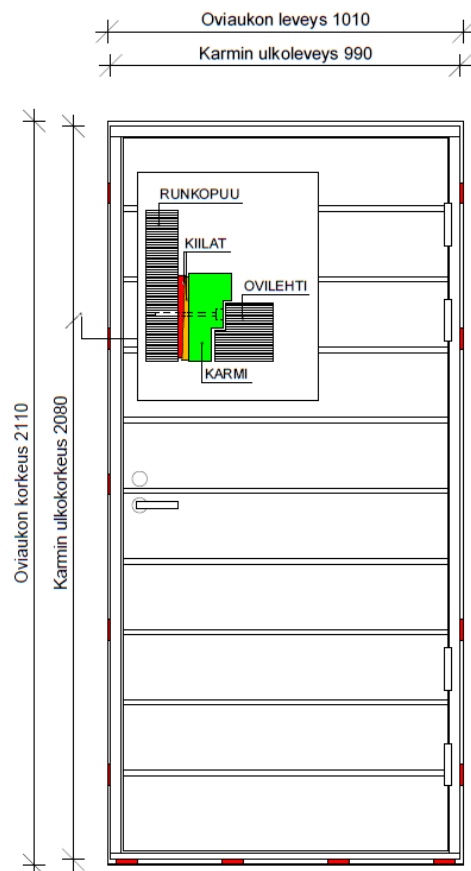 Oviaukon leveys 1010
Karmin ulkoleveys 990
RUNKOPUU
KIILAT
OVILEHTI
KARMI
Oviaukon korkeus 2110
Karmin ulkokorkeus 2080